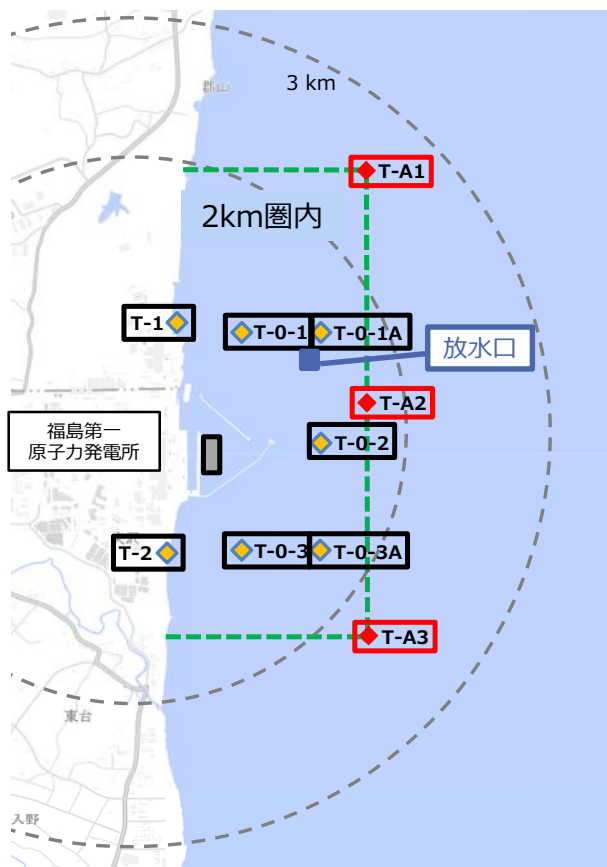 郡山
3 km
T-A1
2km圏内
T-1
T-0-1
T-0-1A
放水口
T-A2
福島第一
原子力発電所
T-0-2
T-2
T-0-3
T-0-3A
T-A3
東台
入野